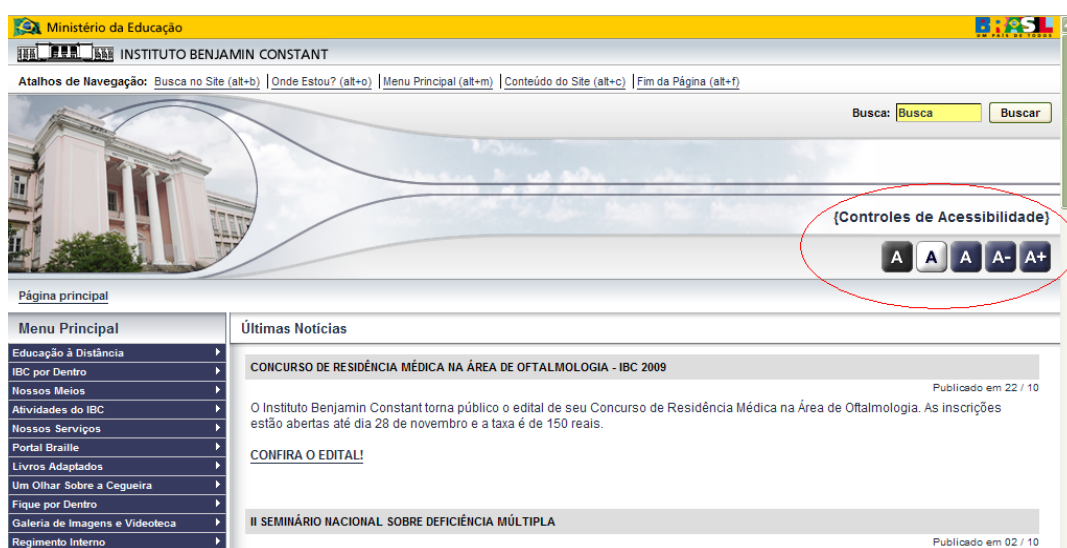 Ministério da Educação
BRASIL
UM PAÍS DE TODOS
INSTITUTO BENJAMIN CONSTANT
Atalhos de Navegação: Busca no Site (alt+b) | Onde Estou? (alt+o) | Menu Principal (alt+m) | Conteúdo do Site (alt+c) | Fim da Página (alt+f)
Busca: Busca Buscar
{Controles de Acessibilidade}
A A A A- A+
Página principal
Menu Principal
Educação à Distância
IBC por Dentro
Nossos Meios
Atividades do IBC
Nossos Serviços
Portal Braille
Livros Adaptados
Um Olhar Sobre a Cegueira
Fique por Dentro
Galeria de Imagens e Videoteca
Regimento Interno
Últimas Notícias
CONCURSO DE RESIDÊNCIA MÉDICA NA ÁREA DE OFTALMOLOGIA - IBC 2009
Publicado em 22 / 10
O Instituto Benjamin Constant torna público o edital de seu Concurso de Residência Médica na Área de Oftalmologia. As inscrições
estão abertas até dia 28 de novembro e a taxa é de 150 reais.
CONFIRA O EDITAL!
II SEMINÁRIO NACIONAL SOBRE DEFICIÊNCIA MÚLTIPLA
Publicado em 02 / 10